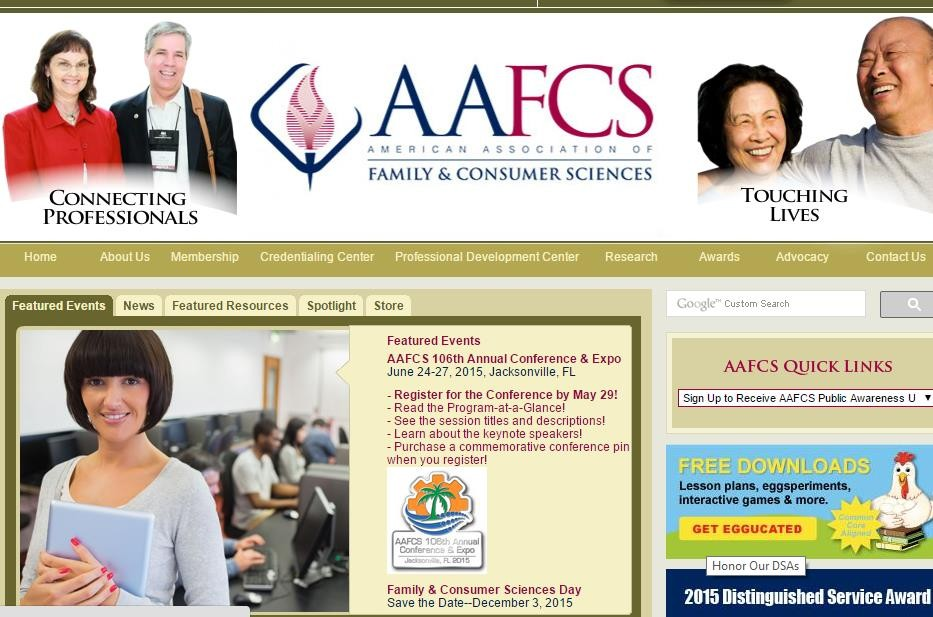 CONNECTING
PROFESSIONALS
AAFCS
AMERICAN ASSOCIATION OF
FAMILY & CONSUMER SCIENCES
TOUCHING
LIVES
Home About Us Membership Credentialing Center Professional Development Center Research Awards Advocacy Contact Us
Featured Events News Featured Resources Spotlight Store
Google™ Custom Search
Featured Events
AAFCS 106th Annual Conference & Expo
June 24-27, 2015, Jacksonville, FL
- Register for the Conference by May 29!
- Read the Program-at-a-Glance!
- See the session titles and descriptions!
- Learn about the keynote speakers!
- Purchase a commemorative conference pin
when you register!
AAFCS 106th Annual
Conference & Expo
Jacksonville, FL 2015
Family & Consumer Sciences Day
Save the Date--December 3, 2015
AAFCS QUICK LINKS
Sign Up to Receive AAFCS Public Awareness U
FREE DOWNLOADS
Lesson plans, eggsperiments,
interactive games & more.
GET EGGUCATED
Common
Core
Aligned
Honor Our DSAs
2015 Distinguished Service Award